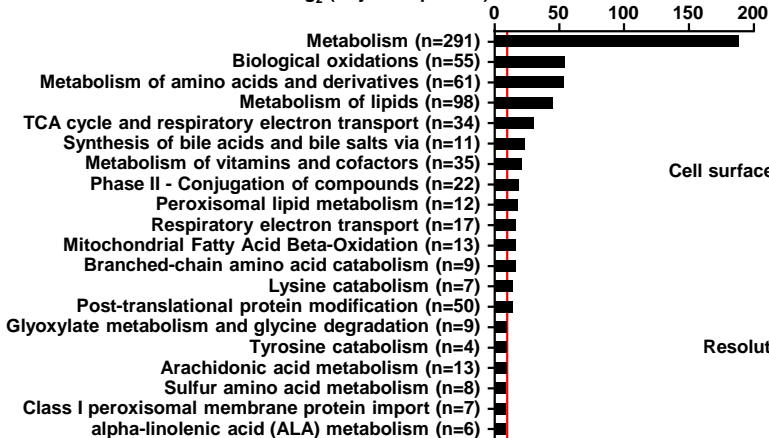 0 50 100 150 200
Metabolism (n=291)
Biological oxidations (n=55)
Metabolism of amino acids and derivatives (n=61)
Metabolism of lipids (n=98)
TCA cycle and respiratory electron transport (n=34)
Synthesis of bile acids and bile salts via (n=11)
Metabolism of vitamins and cofactors (n=35)
Cell surface
Phase II - Conjugation of compounds (n=22)
Peroxisomal lipid metabolism (n=12)
Respiratory electron transport (n=17)
Mitochondrial Fatty Acid Beta-Oxidation (n=13)
Branched-chain amino acid catabolism (n=9)
Lysine catabolism (n=7)
Post-translational protein modification (n=50)
Glyoxylate metabolism and glycine degradation (n=9)
Tyrosine catabolism (n=4)
Resolut
Arachidonic acid metabolism (n=13)
Sulfur amino acid metabolism (n=8)
Class I peroxisomal membrane protein import (n=7)
alpha-linolenic acid (ALA) metabolism (n=6)